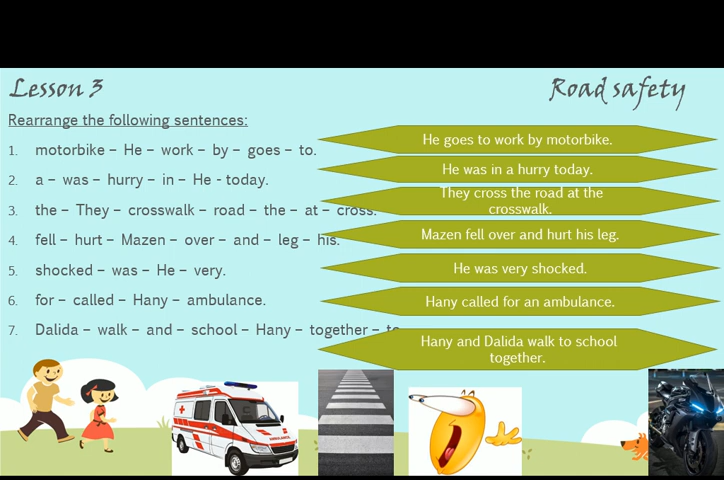 Lesson 3
Road safety
Rearrange the following sentences:
1. motorbike – He – work – by – goes – to.
He goes to work by motorbike.
2. a – was – hurry – in – He - today.
He was in a hurry today.
3. the – They – crosswalk – road – the – at – cross.
They cross the road at the
crosswalk.
4. fell – hurt – Mazen – over – and – leg – his.
Mazen fell over and hurt his leg.
5. shocked – was – He – very.
He was very shocked.
6. for – called – Hany – ambulance.
Hany called for an ambulance.
7. Dalida – walk – and – school – Hany – together – to
Hany and Dalida walk to school
together.
AMBULANCE